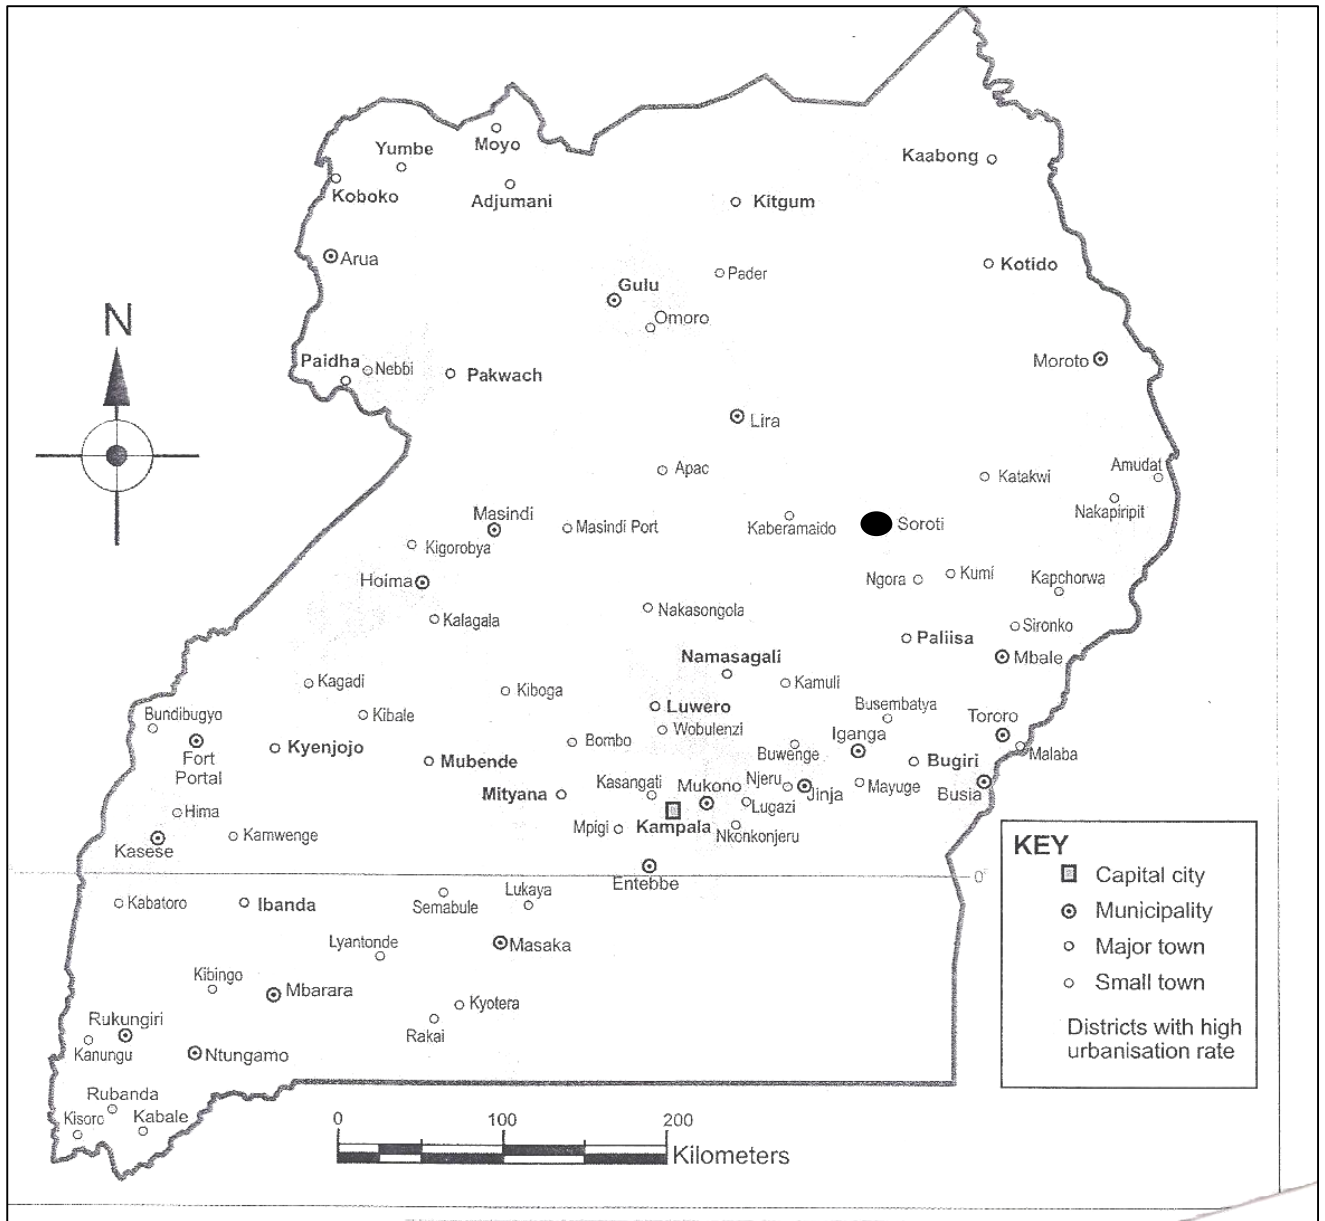 Yumbe
Moyo
Kaabong
Koboko
Adjumani
Kitgum
Arua
Kotido
Pader
Gulu
N
Omoro
Paidha
Nebbi
Pakwach
Moroto
Lira
Apac
Amudat
Katakwi
Masindi
Nakapiripit
Masindi Port
Kaberamaido
Soroti
Kigorobya
Hoima
Ngora
Kumi
Kapchorwa
Nakasongola
Kalagala
Sironko
Paliisa
Namasagali
Mbale
Kagadi
Kiboga
Kamuli
Bundibugyo
Kibale
Luwero
Busembatya
Tororo
Wobulenzi
Iganga
Fort
Portal
Kyenjojo
Bombo
Buwenge
Malaba
Mubende
Bugiri
Kasangati
Mukono
Njeru
Mityana
Jinja
Mayuge
Busia
Hima
Lugazi
Mpigi
Kampala
Nkonkonjeru
Kasese
Kamwenge
KEY
Entebbe
0°
Capital city
Lukaya
Kabatoro
Ibanda
Semabule
Municipality
Lyantonde
Masaka
Major town
Kibingo
Mbarara
Small town
Kyotera
Rukungiri
Rakai
Districts with high
urbanisation rate
Kanungu
Ntungamo
Rubanda
Kisoro
Kabale
0 100 200
Kilometers